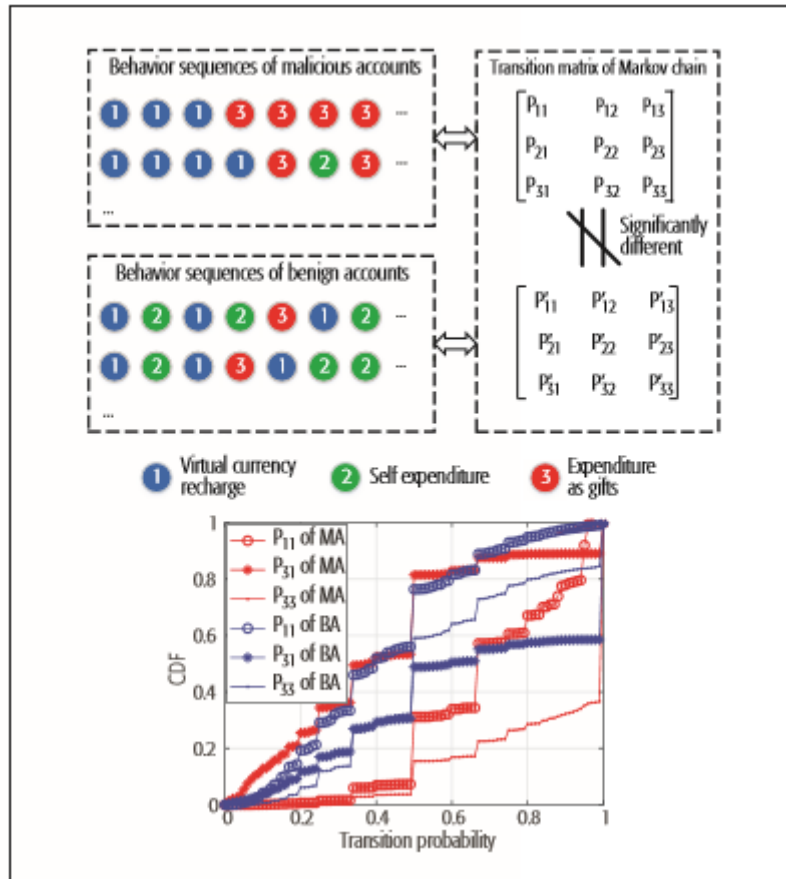 Behavior sequences of malicious accounts
1 1 1 3 3 3 3 ...
1 1 1 1 3 2 3 ...
...
Behavior sequences of benign accounts
1 2 1 2 3 1 2 ...
1 2 1 3 1 2 2 ...
...
Transition matrix of Markov chain
P11 P12 P13
P21 P22 P23
P31 P32 P33
Significantly
different
P'11 P'12 P'13
P'21 P'22 P'23
P'31 P'32 P'33
1 Virtual currency
recharge
2 Self expenditure
3 Expenditure
as gifts
P11 of MA
P31 of MA
P33 of MA
P11 of BA
P31 of BA
P33 of BA
CDF
1
0.8
0.6
0.4
0.2
0
0 0.2 0.4 0.6 0.8 1
Transition probability